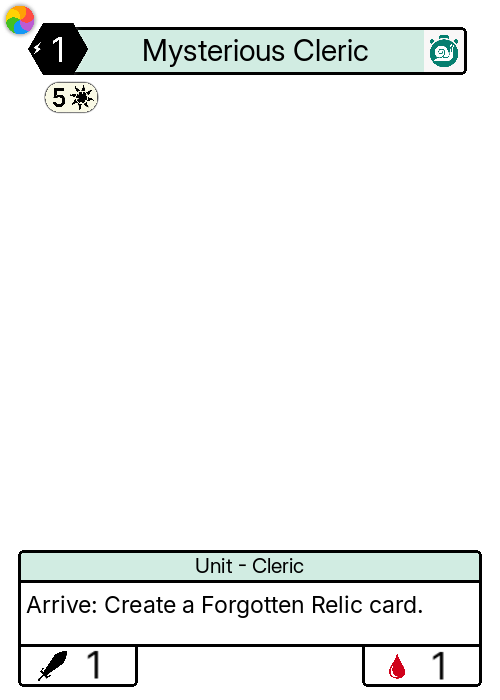 1 Mysterious Cleric
5
Unit - Cleric
Arrive: Create a Forgotten Relic card.
1 1